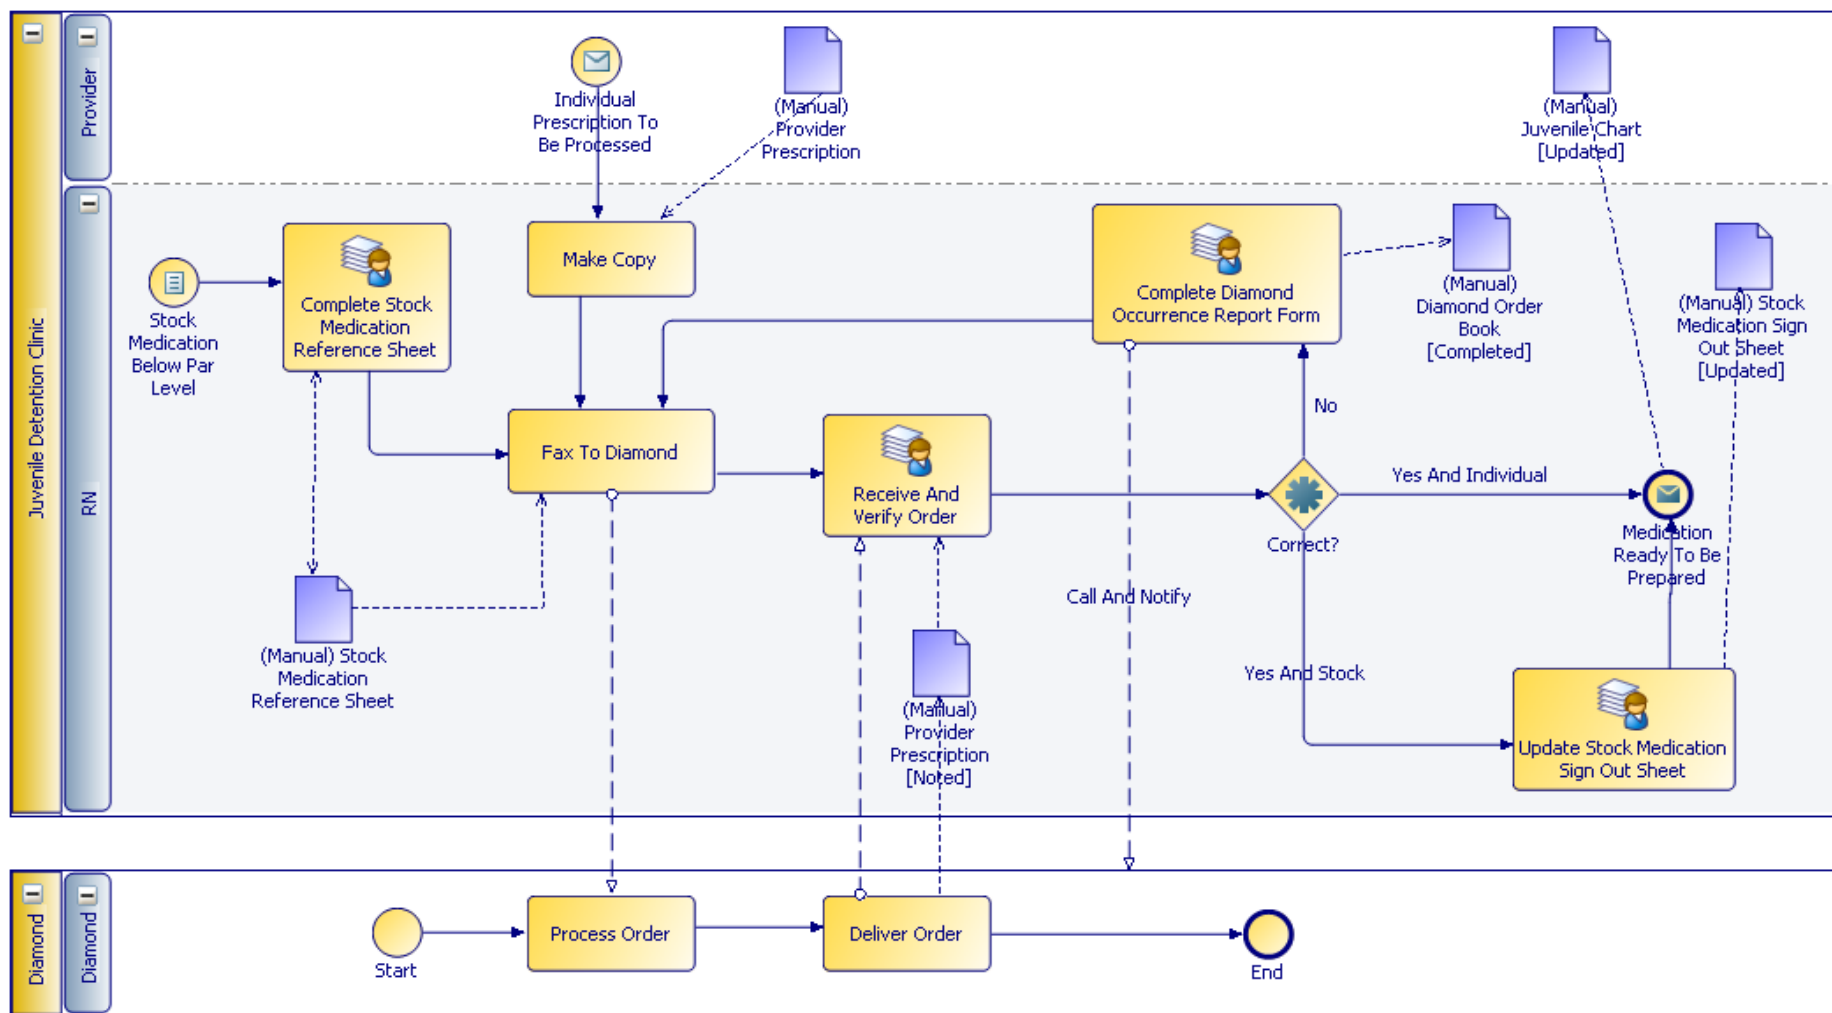 Juvenile Detention Clinic
Provider
Individual
Prescription To
Be Processed
(Manual)
Provider
Prescription
(Manual)
Juvenile Chart
[Updated]
RN
Stock
Medication
Below Par
Level
Complete Stock
Medication
Reference Sheet
Make Copy
Complete Diamond
Occurrence Report Form
(Manual)
Diamond Order
Book
[Completed]
(Manual) Stock
Medication Sign
Out Sheet
[Updated]
Fax To Diamond
Receive And
Verify Order
No
Correct?
Yes And Individual
Medication
Ready To Be
Prepared
Call And Notify
Yes And Stock
(Manual) Stock
Medication
Reference Sheet
(Manual)
Provider
Prescription
[Noted]
Update Stock Medication
Sign Out Sheet
Diamond
Diamond
Start
Process Order
Deliver Order
End